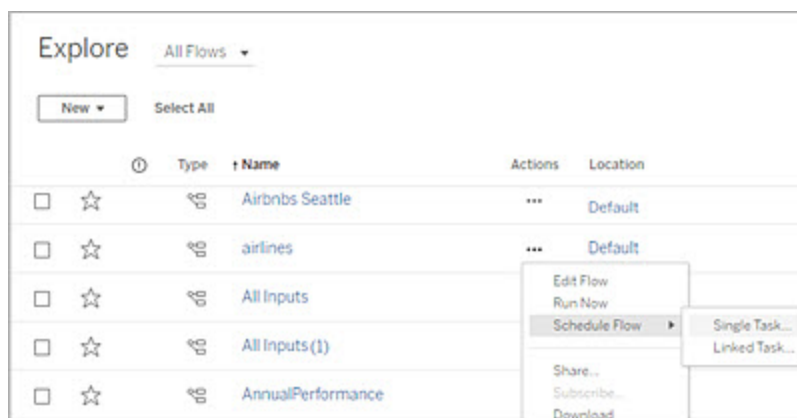 Explore All Flows
New Select All
Type Name Actions Location
Airbnbs Seattle ... Default
airlines ... Default
Edit Flow
All Inputs
Run Now
Schedule Flow Single Task...
All Inputs (1) Linked Task...
Share...
Subscribe...
AnnualPerformance
Download